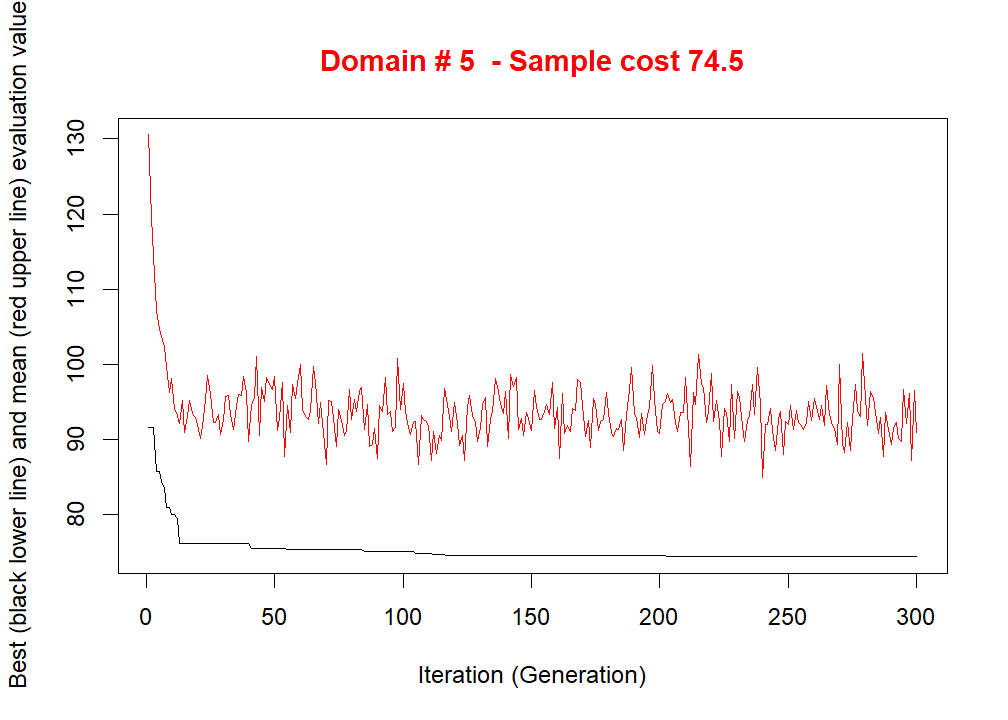 Domain # 5  - Sample cost 74.5
Best (black lower line) and mean (red upper line) evaluation value
130
120
110
100
90
80
0 50 100 150 200 250 300
Iteration (Generation)